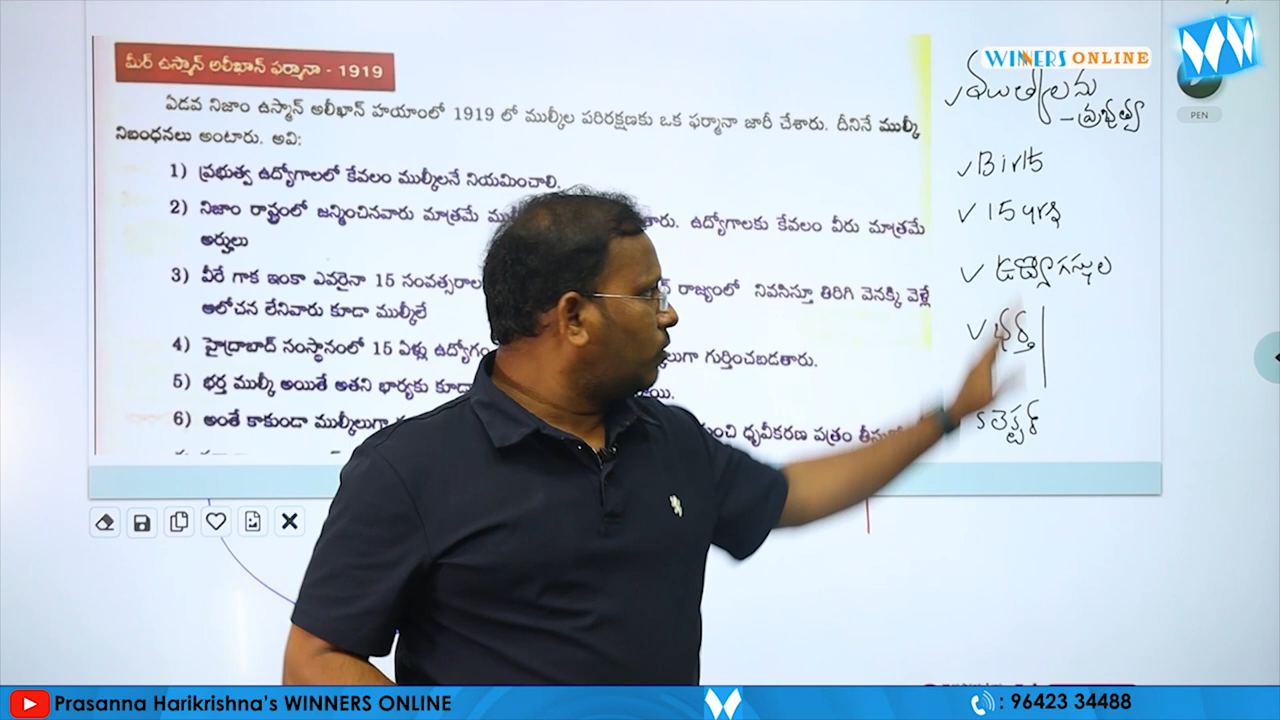 WINNERS ONLINE
మీర్ ఉస్మాన్ అలీఖాన్ ఫర్మానా - 1919
ఏడవ నిజాం ఉస్మాన్ అలీఖాన్ హయాంలో 1919 లో ముల్కీల పరిరక్షణకు ఒక ఫర్మానా జారీ చేశారు. దీనినే ముల్కీ
నిబంధనలు అంటారు. అవి:
1) ప్రభుత్వ ఉద్యోగాలలో కేవలం ముల్కీలనే నియమించాలి.
2) నిజాం రాష్ట్రంలో జన్మించినవారు మాత్రమే తారు. ఉద్యోగాలకు కేవలం వీరు మాత్రమే
అర్హులు
3) వీరే గాక ఇంకా ఎవరైనా 15 సంవత్సరాల రాజ్యంలో నివసిస్తూ తిరిగి వెనక్కి వెళ్లే
ఆలోచన లేనివారు కూడా ముల్కీలే
4) హైద్రాబాద్ సంస్థానంలో 15 ఏళ్లు ఉద్యోగం లుగా గుర్తించబడతారు.
5) భర్త ముల్కీ అయితే అతని భార్యకు కూడా
6) అంతే కాకుండా ముల్కీలుగా నుంచి ధృవీకరణ పత్రం
- ప్రభుత్వ
Birth
15 yrs
ఉద్యోగస్తుల
భర్త
కలెక్టర్
PEN
Prasanna Harikrishna's WINNERS ONLINE
: 96423 34488